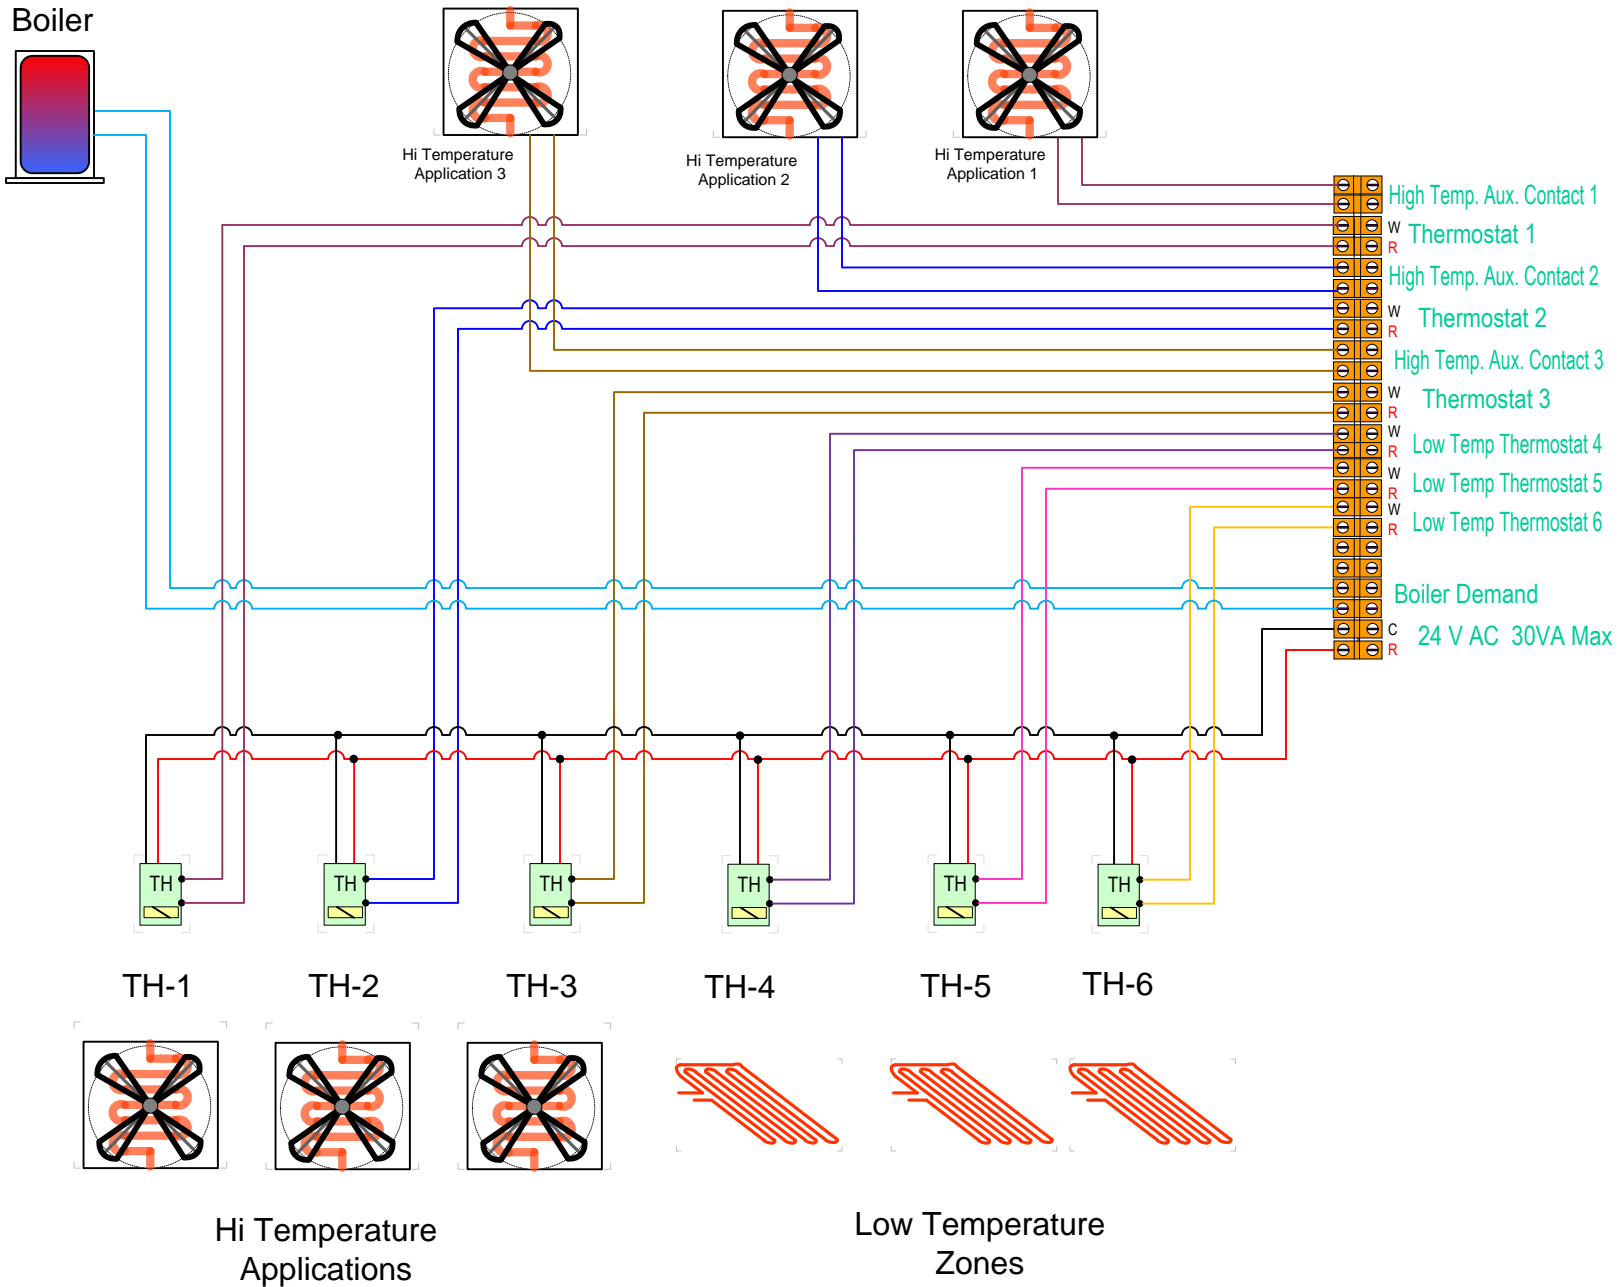 Boiler
Hi Temperature
Application 3
Hi Temperature
Application 2
Hi Temperature
Application 1
High Temp. Aux. Contact 1
W Thermostat 1
R
High Temp. Aux. Contact 2
W Thermostat 2
R
High Temp. Aux. Contact 3
W Thermostat 3
R
W
R Low Temp Thermostat 4
W
R Low Temp Thermostat 5
W
R Low Temp Thermostat 6
Boiler Demand
C 24 V AC 30VA Max
R
TH TH TH TH TH TH
TH-1 TH-2 TH-3 TH-4 TH-5 TH-6
Hi Temperature
Applications
Low Temperature
Zones